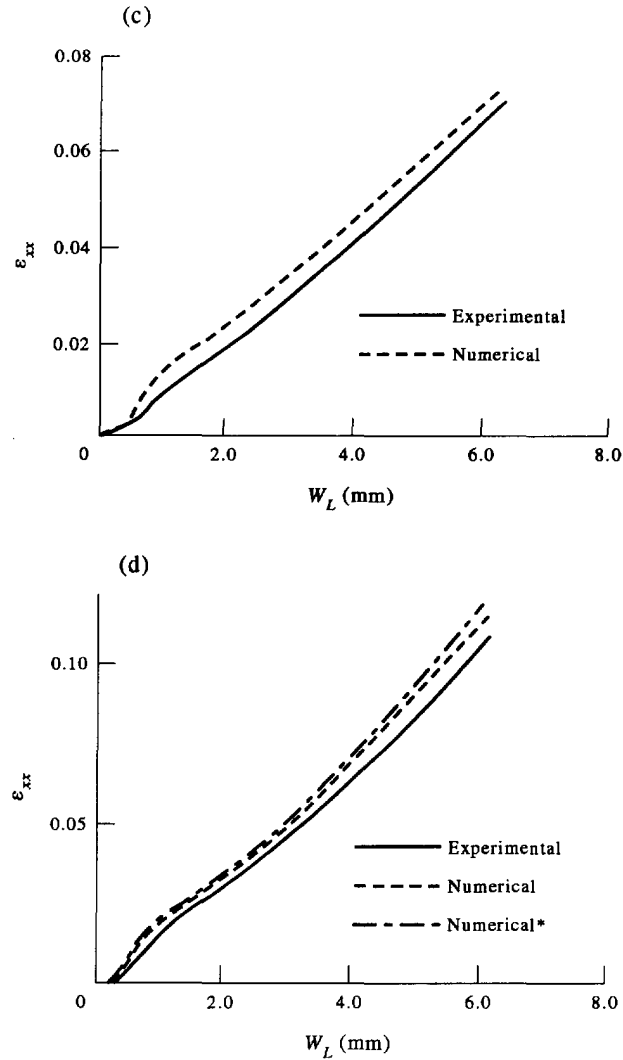 (c)
0.08
0.06
0.04
0.02
ε_xx
Experimental
Numerical
0
2.0
4.0
6.0
8.0
W_L (mm)
(d)
0.10
0.05
ε_xx
Experimental
Numerical
Numerical*
0
2.0
4.0
6.0
8.0
W_L (mm)